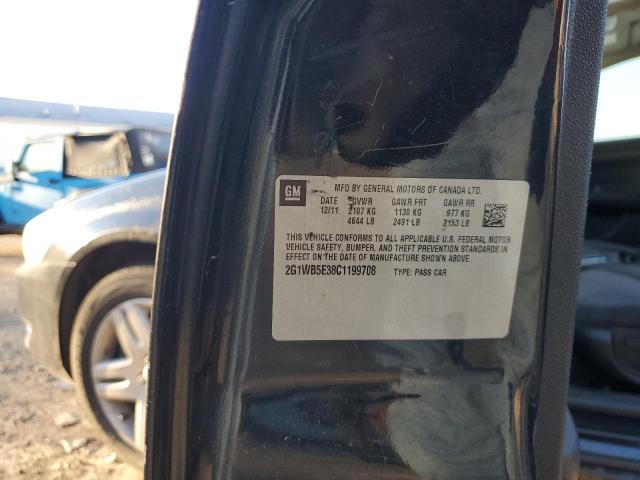 GM MFD BY GENERAL MOTORS OF CANADA LTD.
DATE GVWR GAWR FRT GAWR RR
12/11 2107 KG 1130 KG 977 KG
4644 LB 2491 LB 2153 LB
THIS VEHICLE CONFORMS TO ALL APPLICABLE U.S. FEDERAL MOTOR
VEHICLE SAFETY, BUMPER, AND THEFT PREVENTION STANDARDS IN
EFFECT ON THE DATE OF MANUFACTURE SHOWN ABOVE.
2G1WB5E38C1199708 TYPE: PASS CAR